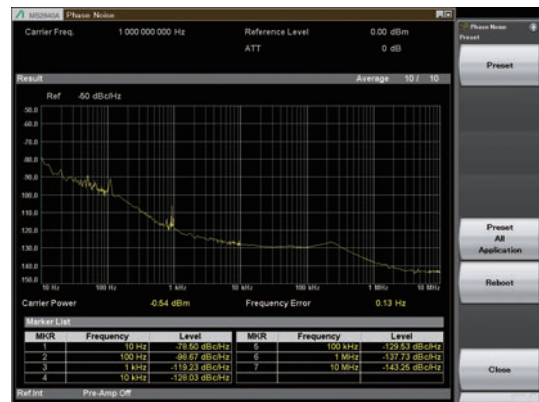 MS2840A Phase Noise
Carrier Freq. 1 000 000 000 Hz Reference Level 0.00 dBm
ATT 0 dB
Result Average 10 / 10
Ref -50 dBc/Hz
-50.0
-60.0
-70.0
-80.0
-90.0
-100.0
-110.0
-120.0
-130.0
-140.0
-150.0
10 Hz 100 Hz 1 kHz 10 kHz 100 kHz 1 MHz 10 MHz
Carrier Power -0.54 dBm Frequency Error 0.13 Hz
Marker List
MKR Frequency Level MKR Frequency Level
1 10 Hz -78.50 dBc/Hz 5 100 kHz -129.53 dBc/Hz
2 100 Hz -98.67 dBc/Hz 6 1 MHz -137.73 dBc/Hz
3 1 kHz -119.23 dBc/Hz 7 10 MHz -143.25 dBc/Hz
4 10 kHz -128.03 dBc/Hz
Ref.Int Pre-Amp Off
Phase Noise
Preset
Preset
Preset
All
Application
Reboot
Close